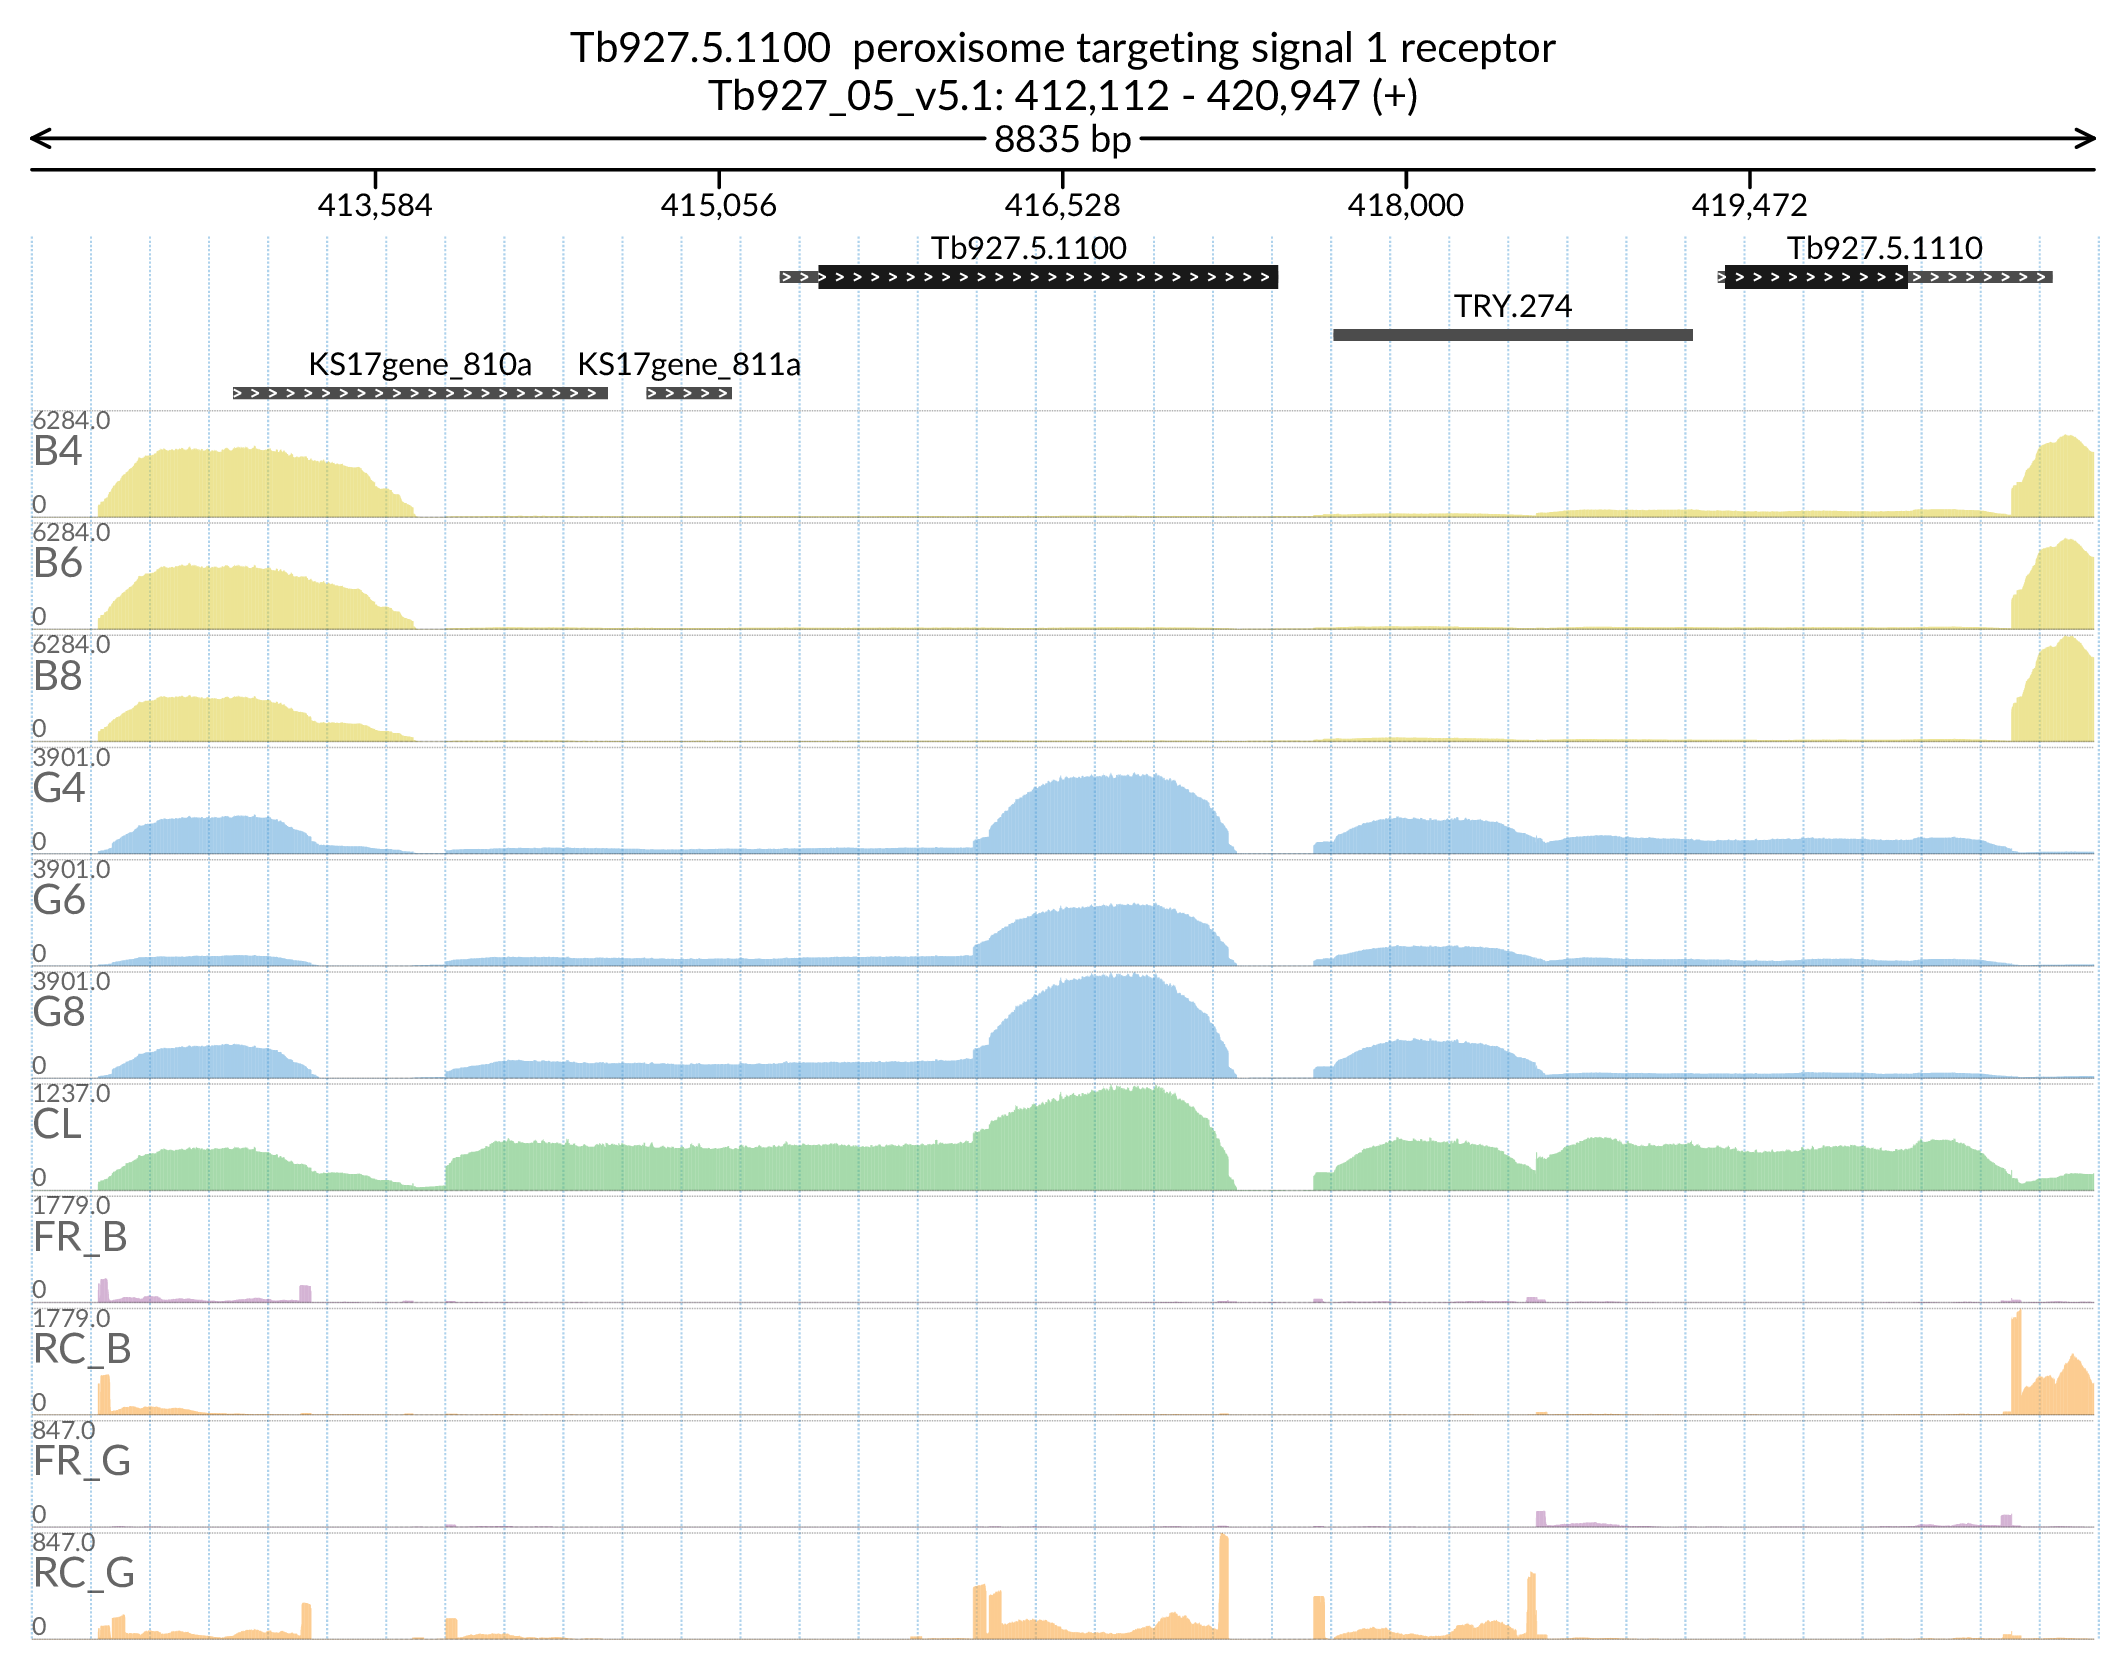 Tb927.5.1100 peroxisome targeting signal 1 receptor
Tb927_05_v5.1: 412,112 - 420,947 (+)
8835 bp
413,584 415,056 416,528 418,000 419,472
Tb927.5.1100 Tb927.5.1110
TRY.274
KS17gene_810a KS17gene_811a
6284.0
B4
0
6284.0
B6
0
6284.0
B8
0
3901.0
G4
0
3901.0
G6
0
3901.0
G8
0
1237.0
CL
0
1779.0
FR_B
0
1779.0
RC_B
0
847.0
FR_G
0
847.0
RC_G
0